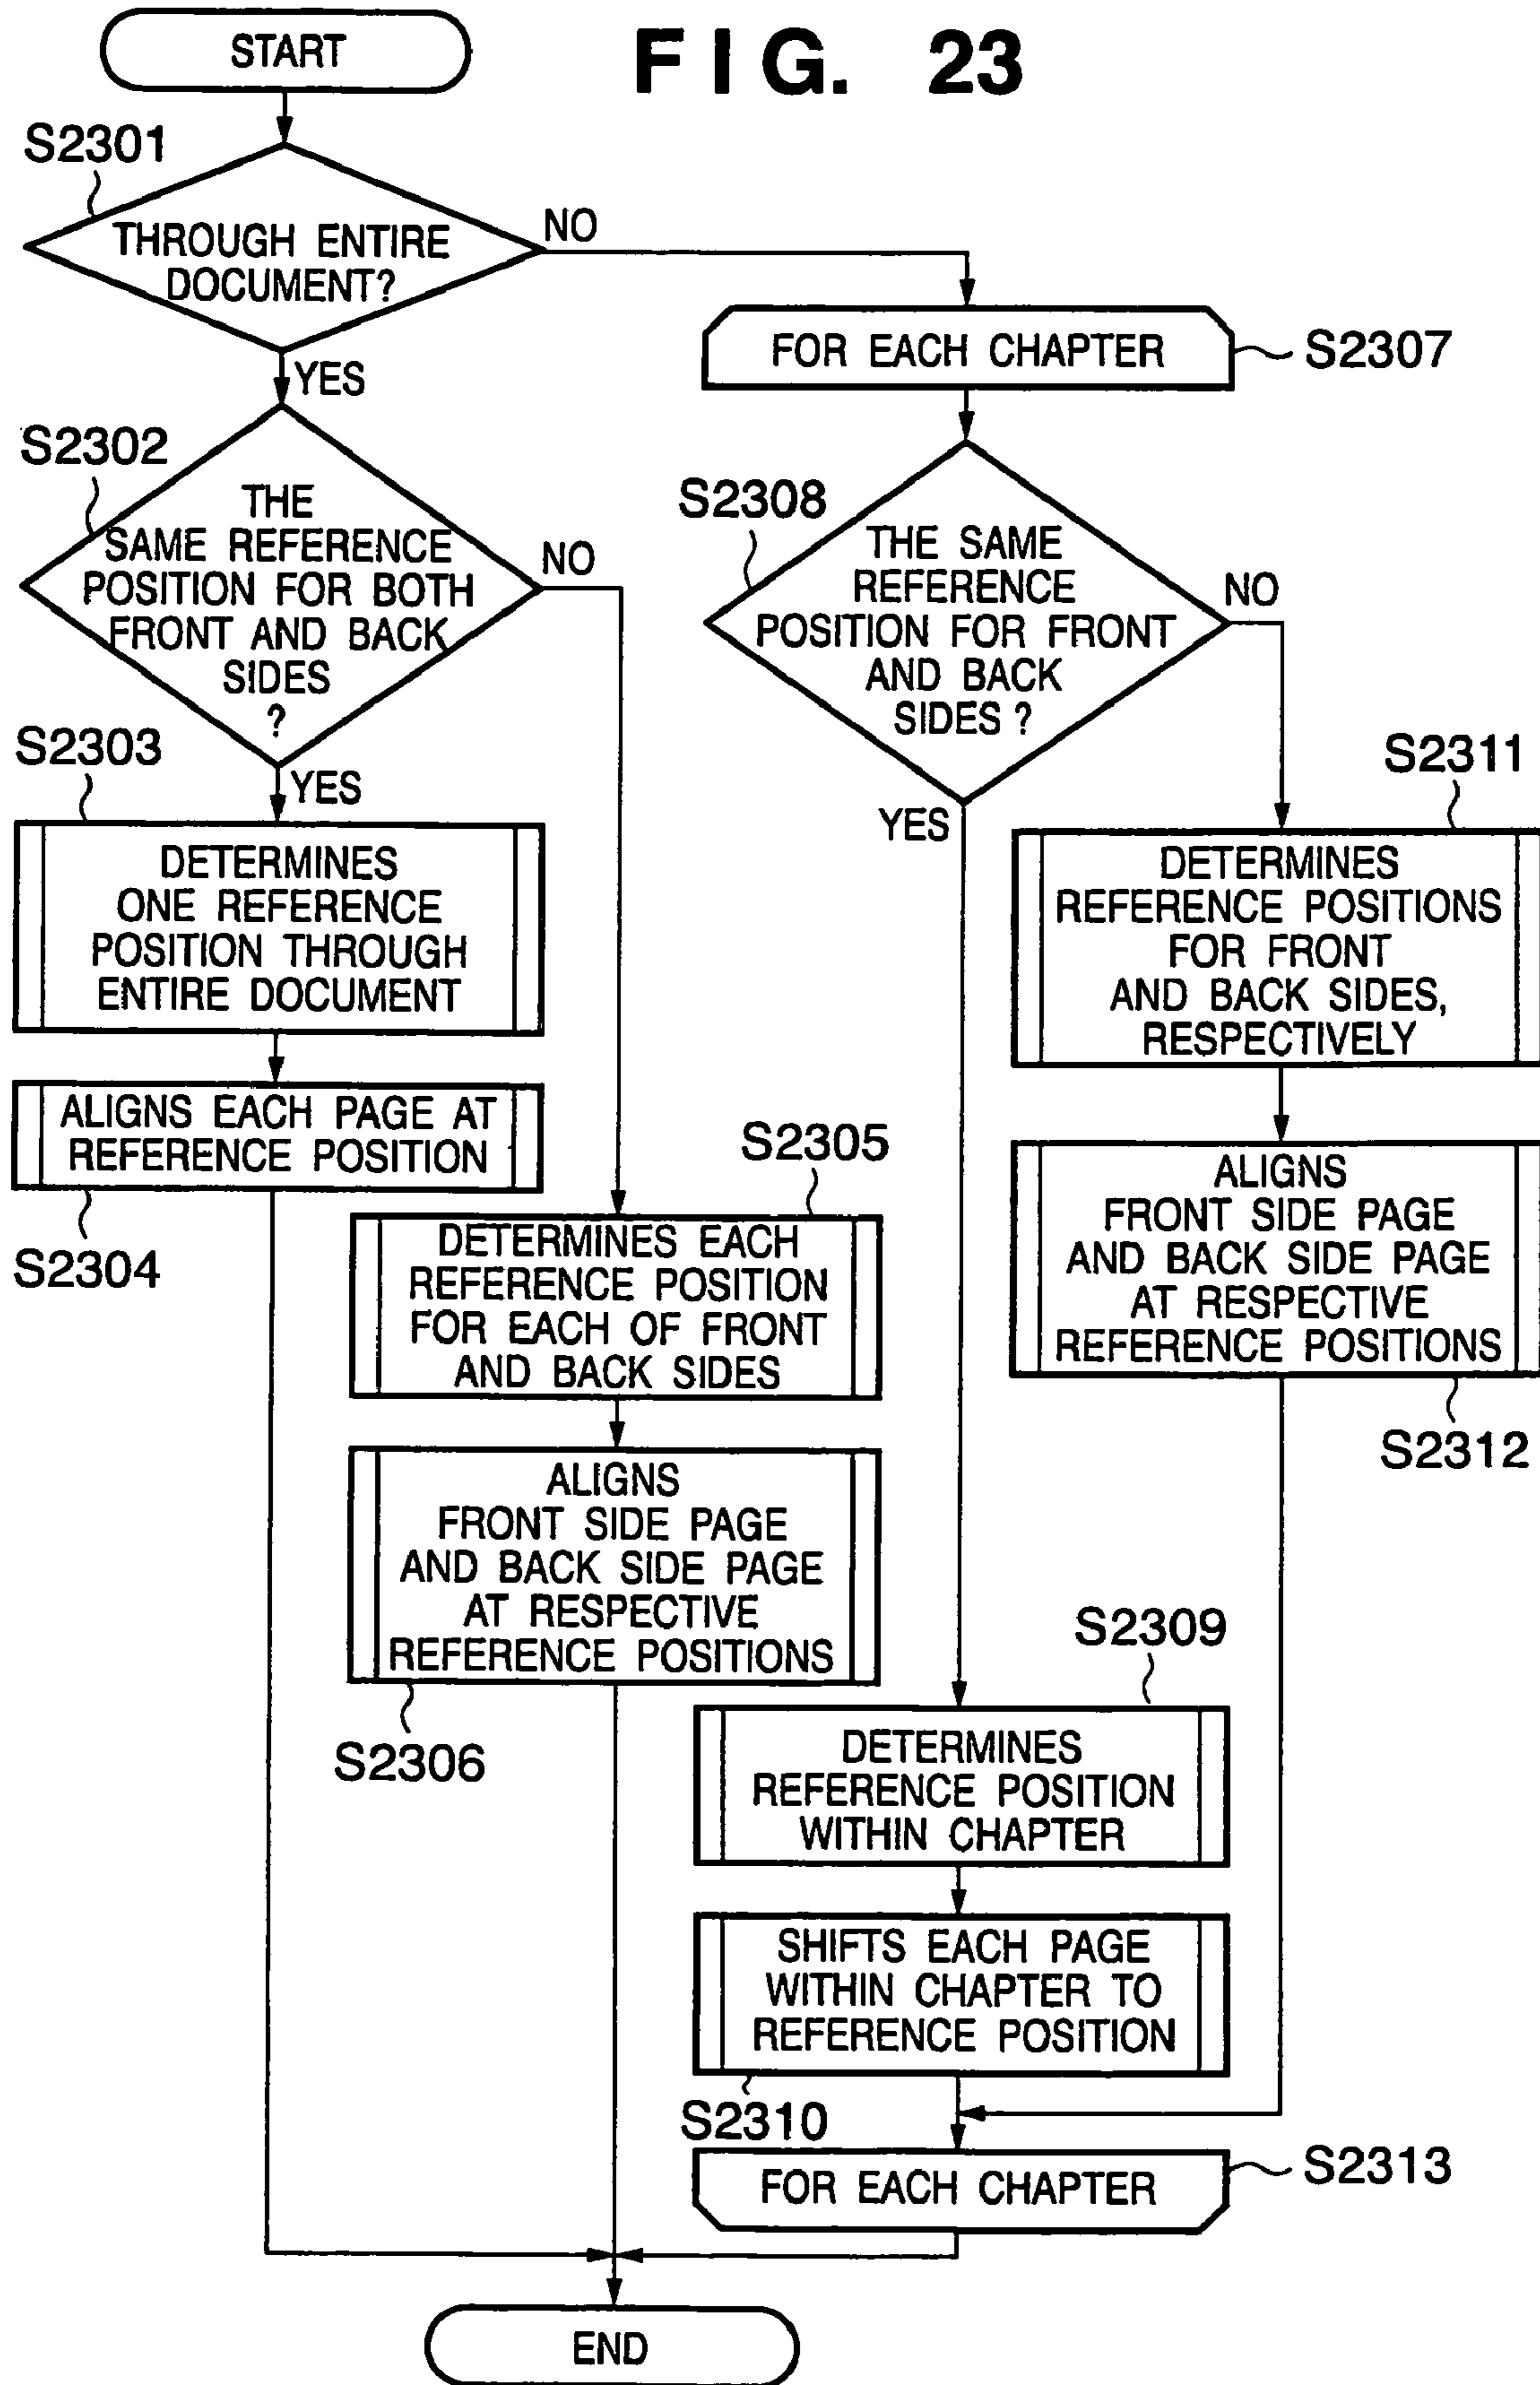 FIG. 23
START
S2301
THROUGH ENTIRE
DOCUMENT?
NO
YES
FOR EACH CHAPTER
S2307
S2302
THE
SAME REFERENCE
POSITION FOR BOTH
FRONT AND BACK
SIDES
?
NO
YES
S2308
THE SAME
REFERENCE
POSITION FOR FRONT
AND BACK
SIDES ?
NO
YES
S2303
DETERMINES
ONE REFERENCE
POSITION THROUGH
ENTIRE DOCUMENT
ALIGNS EACH PAGE AT
REFERENCE POSITION
S2304
S2305
DETERMINES EACH
REFERENCE POSITION
FOR EACH OF FRONT
AND BACK SIDES
ALIGNS
FRONT SIDE PAGE
AND BACK SIDE PAGE
AT RESPECTIVE
REFERENCE POSITIONS
S2306
S2311
DETERMINES
REFERENCE POSITIONS
FOR FRONT
AND BACK SIDES,
RESPECTIVELY
ALIGNS
FRONT SIDE PAGE
AND BACK SIDE PAGE
AT RESPECTIVE
REFERENCE POSITIONS
S2312
S2309
DETERMINES
REFERENCE POSITION
WITHIN CHAPTER
SHIFTS EACH PAGE
WITHIN CHAPTER TO
REFERENCE POSITION
S2310
FOR EACH CHAPTER
S2313
END